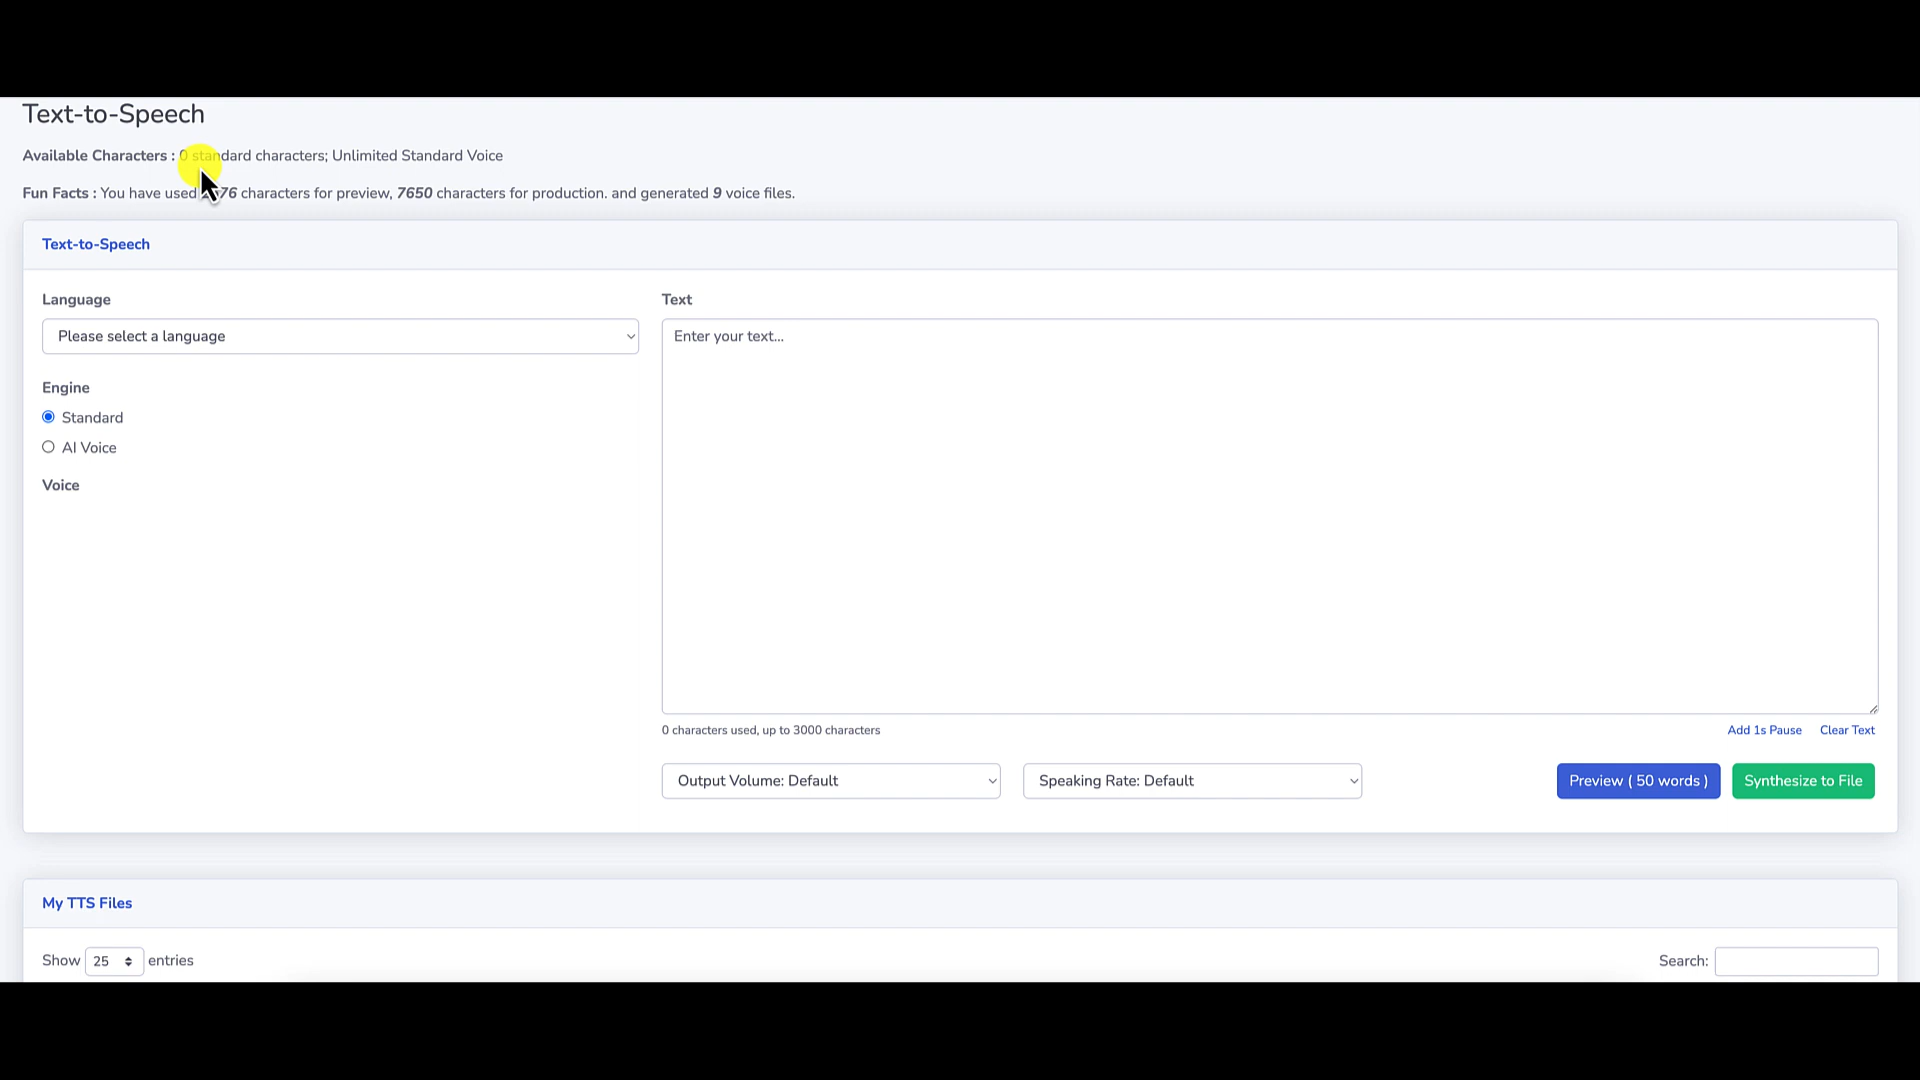 Text-to-Speech
Available Characters : 0 standard characters; Unlimited Standard Voice
Fun Facts : You have used 76 characters for preview, 7650 characters for production. and generated 9 voice files.
Text-to-Speech
Language
Please select a language
Engine
Standard
AI Voice
Voice
Text
Enter your text...
0 characters used, up to 3000 characters
Add 1s Pause Clear Text
Output Volume: Default Speaking Rate: Default Preview ( 50 words ) Synthesize to File
My TTS Files
Show 25 entries Search: